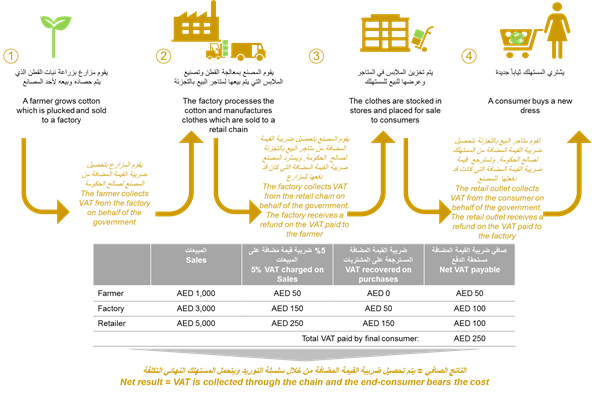 1
2
3
4
يقوم مزارع بزراعة نبات القطن الذي
يتم حصاده وبيعه لأحد المصانع
A farmer grows cotton
which is plucked and sold
to a factory
يقوم المصنع بمعالجة القطن وتصنيع
الملابس التي يتم بيعها لمتاجر البيع بالتجزئة
The factory processes the
cotton and manufactures
clothes which are sold to a
retail chain
يتم تخزين الملابس في المتاجر
وعرضها للبيع للمستهلك
The clothes are stocked in
stores and placed for sale
to consumers
يشتري المستهلك ثياباً جديدة
A consumer buys a new
dress
يقوم المزارع بتحصيل
ضريبة القيمة المضافة من
المصنع لصالح الحكومة
The farmer collects
VAT from the factory
on behalf of the
government
يقوم المصنع بتحصيل ضريبة القيمة
المضافة من متاجر البيع بالتجزئة
لصالح الحكومة, ويسترد المصنع
ضريبة القيمة المضافة التي كان قد
دفعها للمزارع
The factory collects VAT
from the retail chain on
behalf of the government.
The factory receives a
refund on the VAT paid to
the farmer
تقوم متاجر البيع بالتجزئة بتحصيل
ضريبة القيمة المضافة من المستهلك
لصالح الحكومة, وتسترجع قيمة
ضريبة القيمة المضافة التي كانت قد
دفعتها للمصنع
The retail outlet collects
VAT from the consumer on
behalf of the government.
The retail outlet receives a
refund on the VAT paid to
the factory
المبيعات
Sales
%5 ضريبة قيمة مضافة على
المبيعات
5% VAT charged on
Sales
ضريبة القيمة المضافة
المسترجعة على المشتريات
VAT recovered on
purchases
صافي ضريبة القيمة المضافة
مستحقة الدفع
Net VAT payable
Farmer AED 1,000 AED 50 AED 0 AED 50
Factory AED 3,000 AED 150 AED 50 AED 100
Retailer AED 5,000 AED 250 AED 150 AED 100
Total VAT paid by final consumer: AED 250
الناتج الصافي = يتم تحصيل ضريبة القيمة المضافة من خلال سلسلة التوريد ويتحمل المستهلك النهائي التكلفة
Net result = VAT is collected through the chain and the end-consumer bears the cost